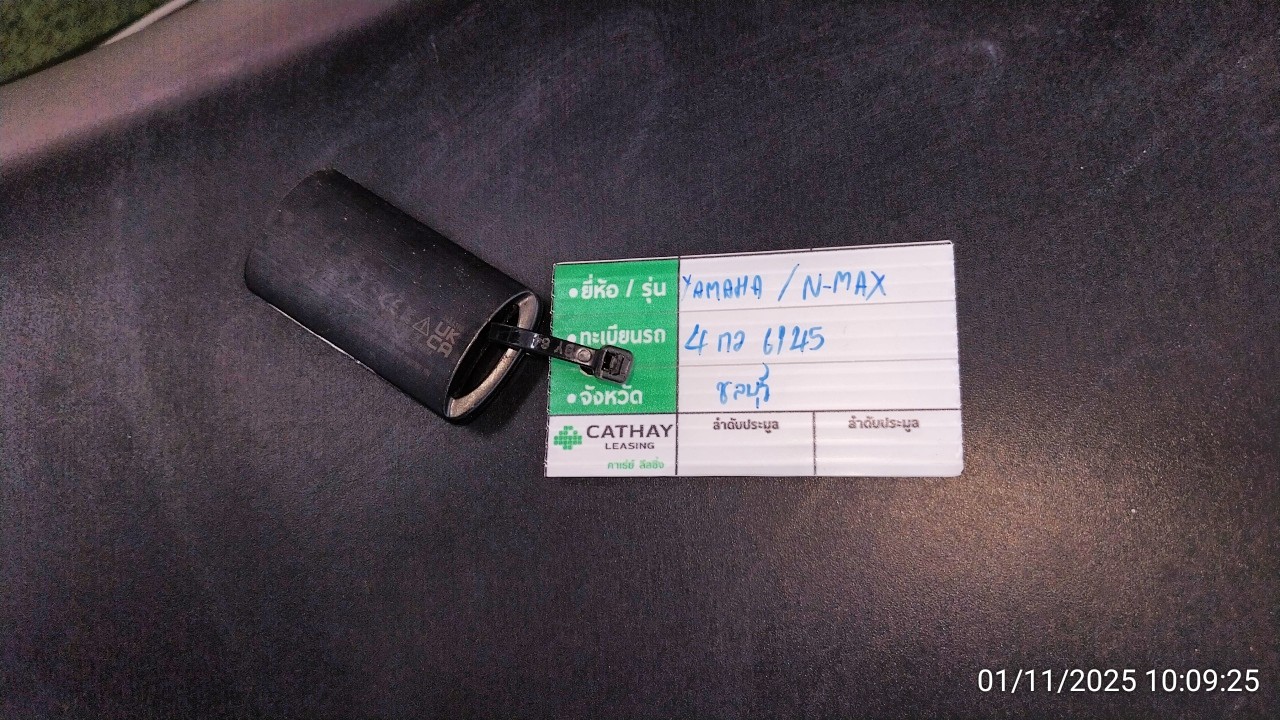 UK
CA
• ยี่ห้อ / รุ่น YAMAHA / N-MAX
• ทะเบียนรถ 4 กว 6145
• จังหวัด ชลบุรี
CATHAY
LEASING
คาเธ่ย์ ลีสซิ่ง
ลำดับประมูล ลำดับประมูล
01/11/2025 10:09:25